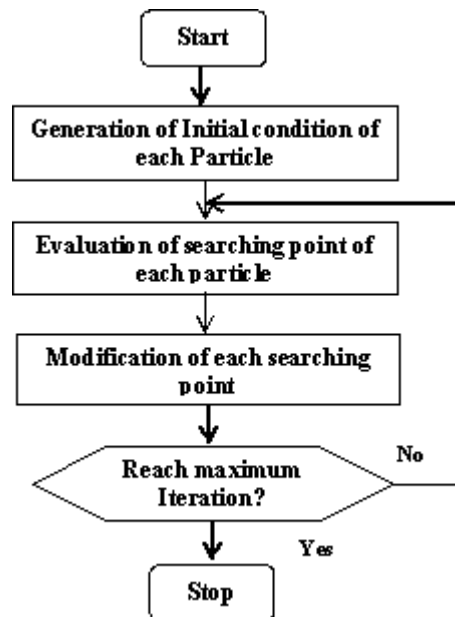 Start
Generation of Initial condition of
each Particle
Evaluation of searching point of
each particle
Modification of each searching
point
Reach maximum
Iteration?
No
Yes
Stop